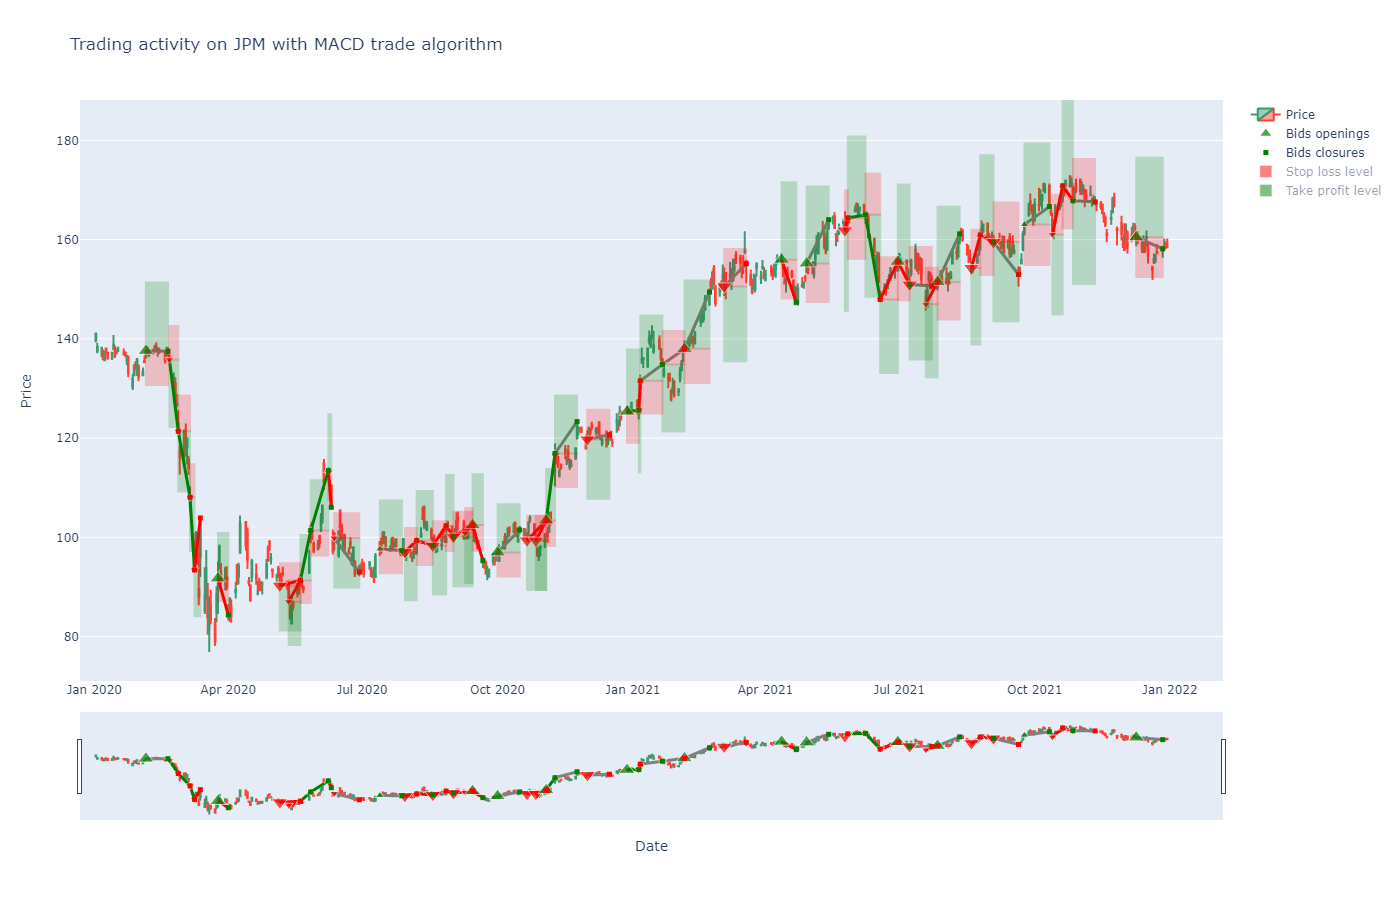 Trading activity on JPM with MACD trade algorithm
Price
Bids openings
Bids closures
Stop loss level
Take profit level
180
160
140
120
100
80
Price
Jan 2020 Apr 2020 Jul 2020 Oct 2020 Jan 2021 Apr 2021 Jul 2021 Oct 2021 Jan 2022
Date